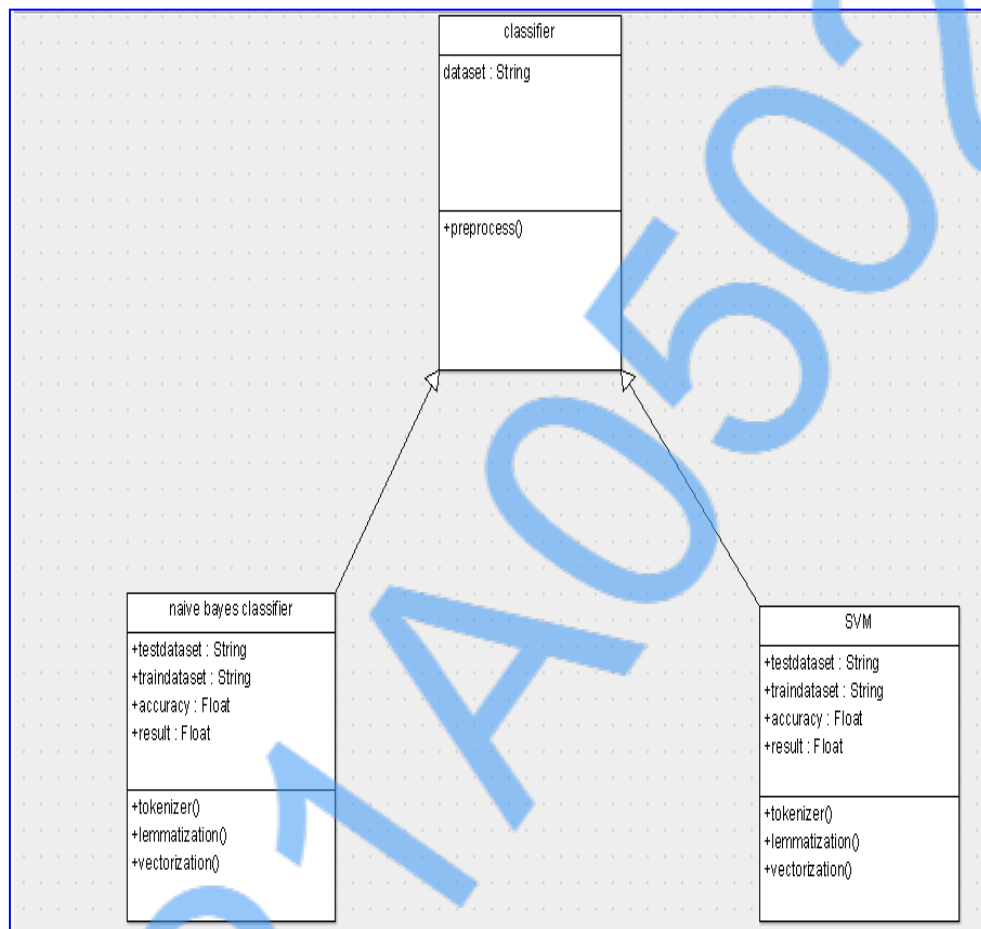 classifier
dataset : String
+preprocess()
naive bayes classifier
+testdataset : String
+traindataset : String
+accuracy : Float
+result : Float
+tokenizer()
+lemmatization()
+vectorization()
SVM
+testdataset : String
+traindataset : String
+accuracy : Float
+result : Float
+tokenizer()
+lemmatization()
+vectorization()
1A050